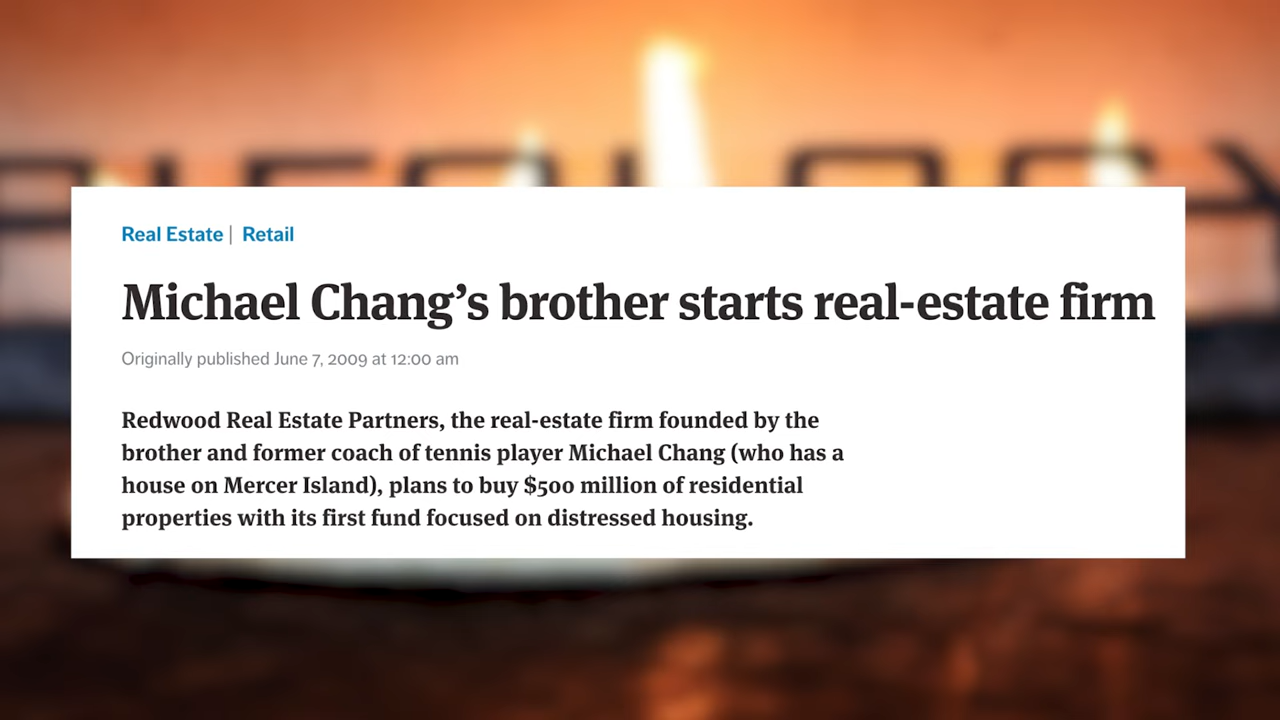 Real Estate | Retail
Michael Chang’s brother starts real-estate firm
Originally published June 7, 2009 at 12:00 am
Redwood Real Estate Partners, the real-estate firm founded by the
brother and former coach of tennis player Michael Chang (who has a
house on Mercer Island), plans to buy $500 million of residential
properties with its first fund focused on distressed housing.